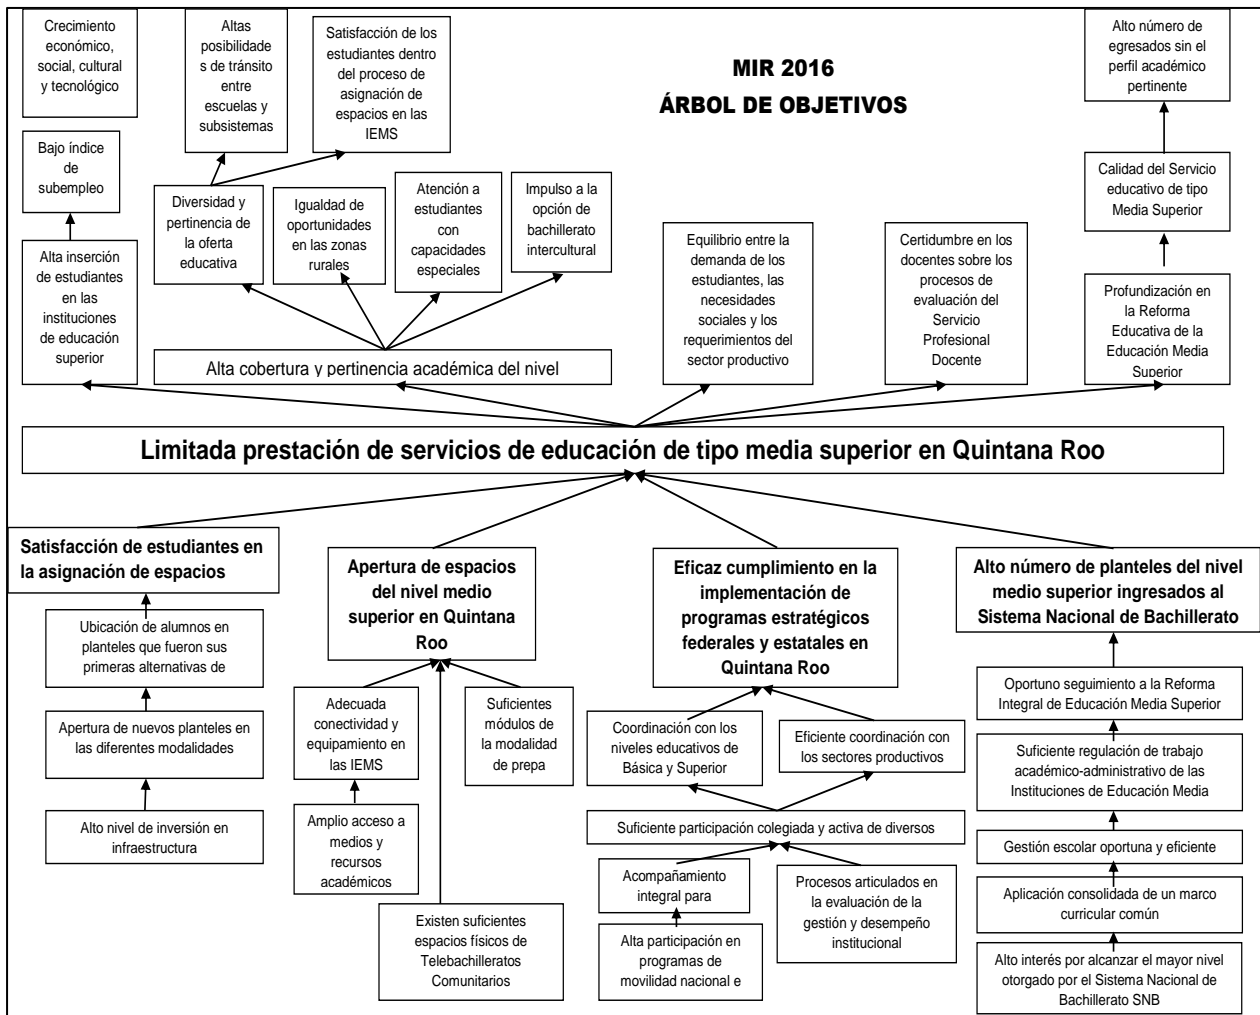 MIR 2016
ÁRBOL DE OBJETIVOS
Crecimiento
económico,
social, cultural
y tecnológico
Altas
posibilidade
s de tránsito
entre
escuelas y
subsistemas
Satisfacción de los
estudiantes dentro
del proceso de
asignación de
espacios en las
IEMS
Alto número de
egresados sin el
perfil académico
pertinente
Bajo índice
de
subempleo
Diversidad y
pertinencia de
la oferta
educativa
Igualdad de
oportunidades
en las zonas
rurales
Atención a
estudiantes
con
capacidades
especiales
Impulso a la
opción de
bachillerato
intercultural
Calidad del Servicio
educativo de tipo
Media Superior
Alta inserción
de estudiantes
en las
instituciones
de educación
superior
Equilibrio entre la
demanda de los
estudiantes, las
necesidades
sociales y los
requerimientos del
sector productivo
Certidumbre en los
docentes sobre los
procesos de
evaluación del
Servicio
Profesional
Docente
Profundización en
la Reforma
Educativa de la
Educación Media
Superior
Alta cobertura y pertinencia académica del nivel
Limitada prestación de servicios de educación de tipo media superior en Quintana Roo
Satisfacción de estudiantes en
la asignación de espacios
Apertura de espacios
del nivel medio
superior en Quintana
Roo
Eficaz cumplimiento en la
implementación de
programas estratégicos
federales y estatales en
Quintana Roo
Alto número de planteles del nivel
medio superior ingresados al
Sistema Nacional de Bachillerato
Ubicación de alumnos en
planteles que fueron sus
primeras alternativas de
Apertura de nuevos planteles en
las diferentes modalidades
Alto nivel de inversión en
infraestructura
Adecuada
conectividad y
equipamiento en
las IEMS
Suficientes
módulos de
la modalidad
de prepa
Amplio acceso a
medios y
recursos
académicos
Existen suficientes
espacios físicos de
Telebachilleratos
Comunitarios
Coordinación con los
niveles educativos de
Básica y Superior
Eficiente coordinación con
los sectores productivos
Suficiente participación colegiada y activa de diversos
Acompañamiento
integral para
Procesos articulados en
la evaluación de la
gestión y desempeño
institucional
Alta participación en
programas de
movilidad nacional e
Oportuno seguimiento a la Reforma
Integral de Educación Media Superior
Suficiente regulación de trabajo
académico-administrativo de las
Instituciones de Educación Media
Gestión escolar oportuna y eficiente
Aplicación consolidada de un marco
curricular común
Alto interés por alcanzar el mayor nivel
otorgado por el Sistema Nacional de
Bachillerato SNB